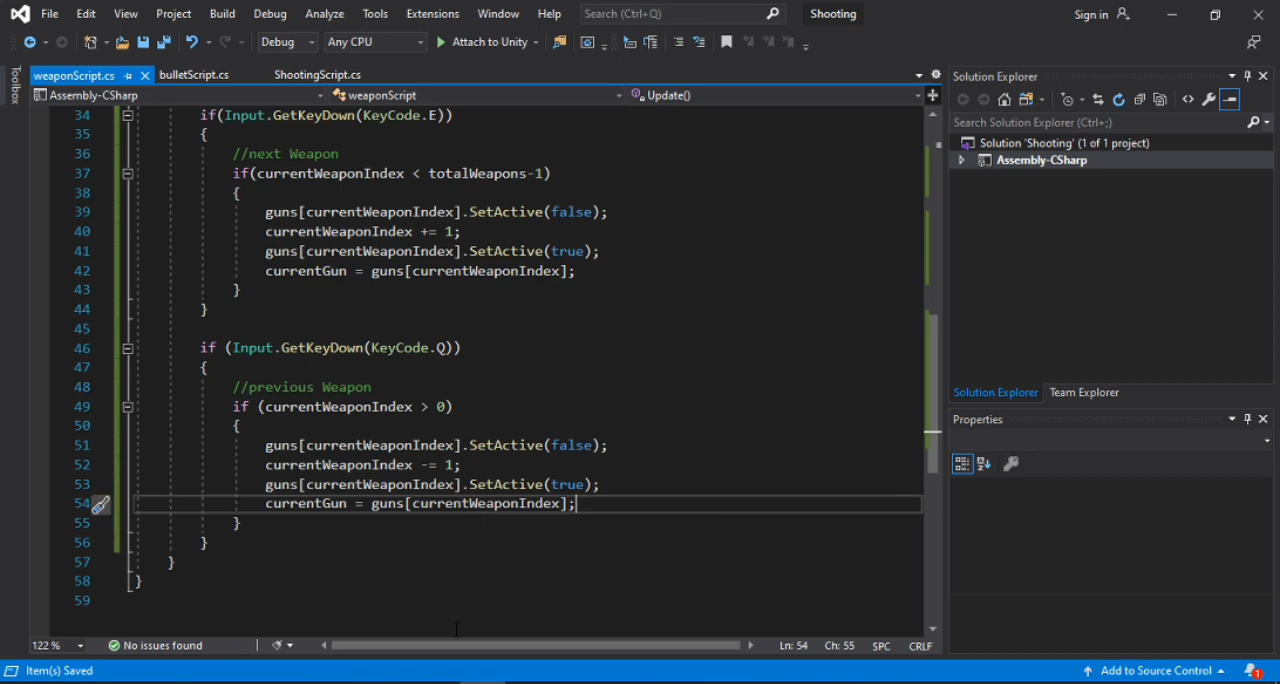 File Edit View Project Build Debug Analyze Tools Extensions Window Help Search (Ctrl+Q) Shooting Sign in
Debug Any CPU Attach to Unity
Toolbox
weaponScript.cs bulletScript.cs ShootingScript.cs
Assembly-CSharp weaponScript Update()
34 if(Input.GetKeyDown(KeyCode.E))
35 {
36 //next Weapon
37 if(currentWeaponIndex < totalWeapons-1)
38 {
39 guns[currentWeaponIndex].SetActive(false);
40 currentWeaponIndex += 1;
41 guns[currentWeaponIndex].SetActive(true);
42 currentGun = guns[currentWeaponIndex];
43 }
44 }
45
46 if (Input.GetKeyDown(KeyCode.Q))
47 {
48 //previous Weapon
49 if (currentWeaponIndex > 0)
50 {
51 guns[currentWeaponIndex].SetActive(false);
52 currentWeaponIndex -= 1;
53 guns[currentWeaponIndex].SetActive(true);
54 currentGun = guns[currentWeaponIndex];
55 }
56 }
57 }
58 }
59
122 % No issues found Ln: 54 Ch: 55 SPC CRLF
Solution Explorer
Search Solution Explorer (Ctrl+;)
Solution 'Shooting' (1 of 1 project)
Assembly-CSharp
Solution Explorer Team Explorer
Properties
Item(s) Saved Add to Source Control 1